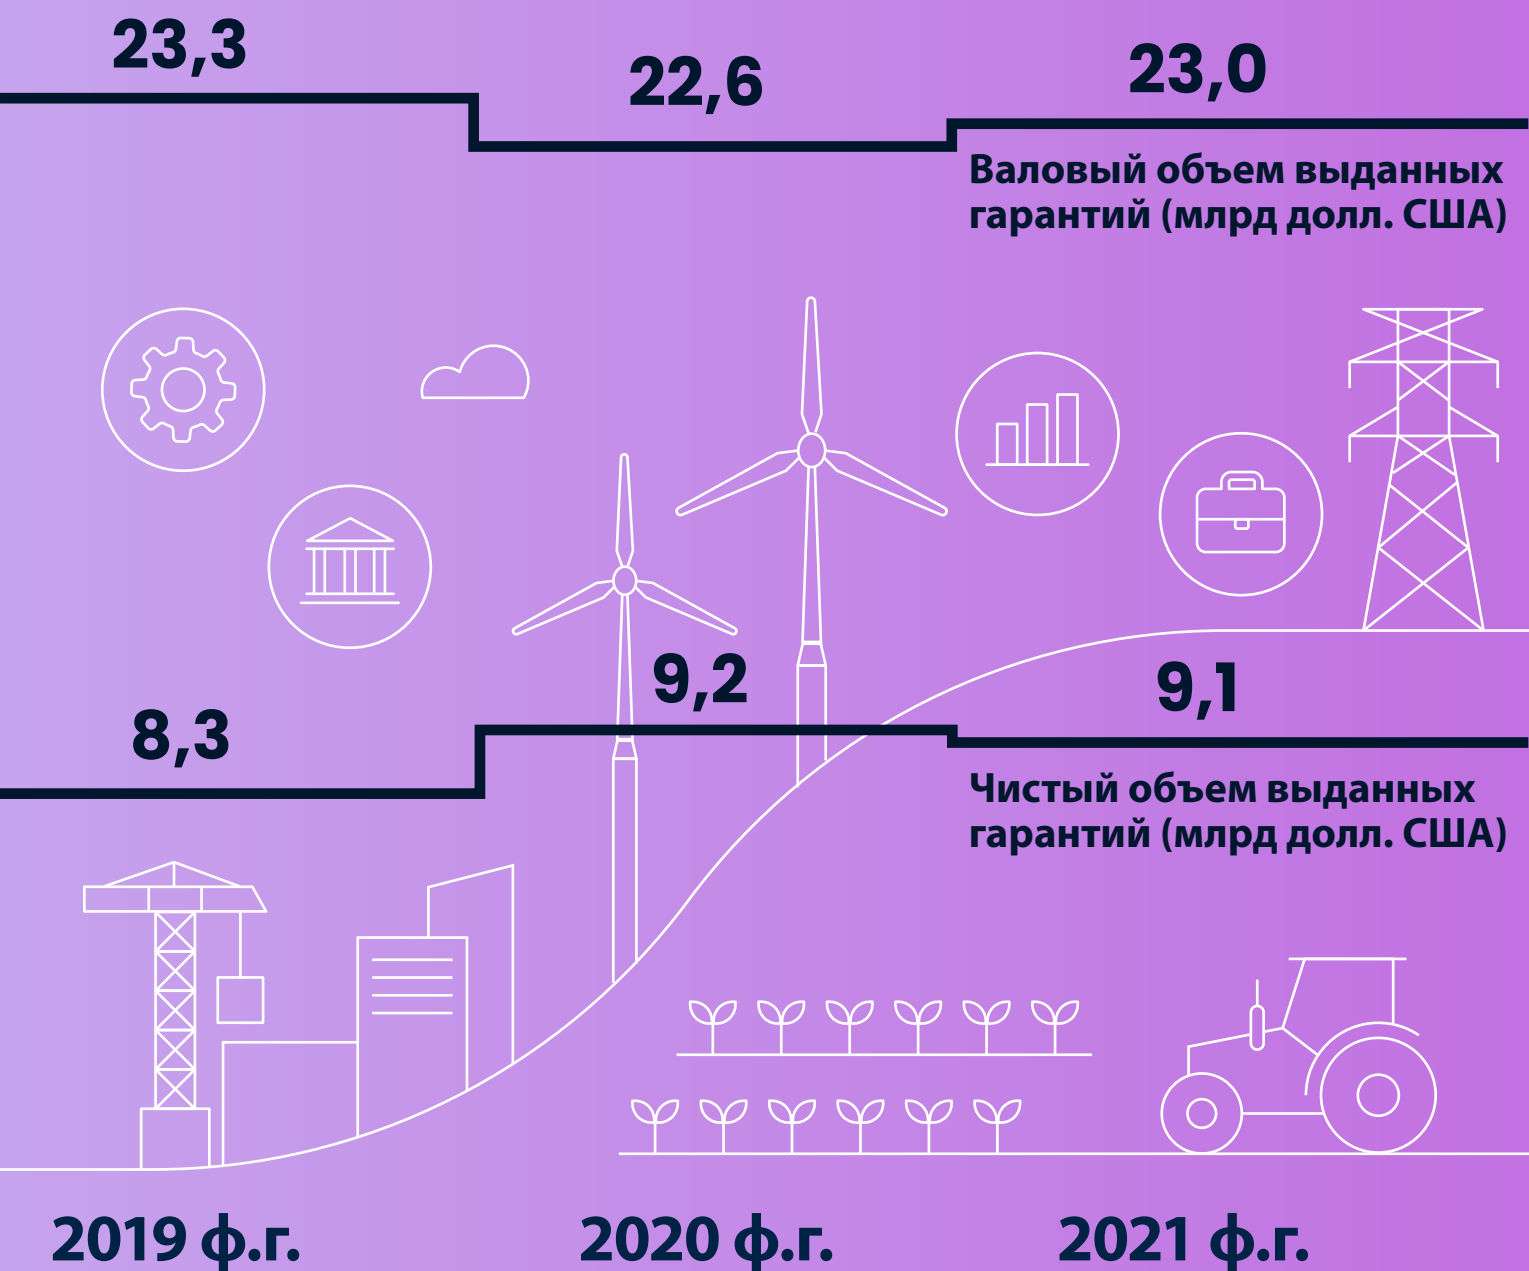 23,3
22,6
23,0
Валовый объем выданных
гарантий (млрд долл. США)
8,3
9,2
9,1
Чистый объем выданных
гарантий (млрд долл. США)
2019 ф.г.
2020 ф.г.
2021 ф.г.